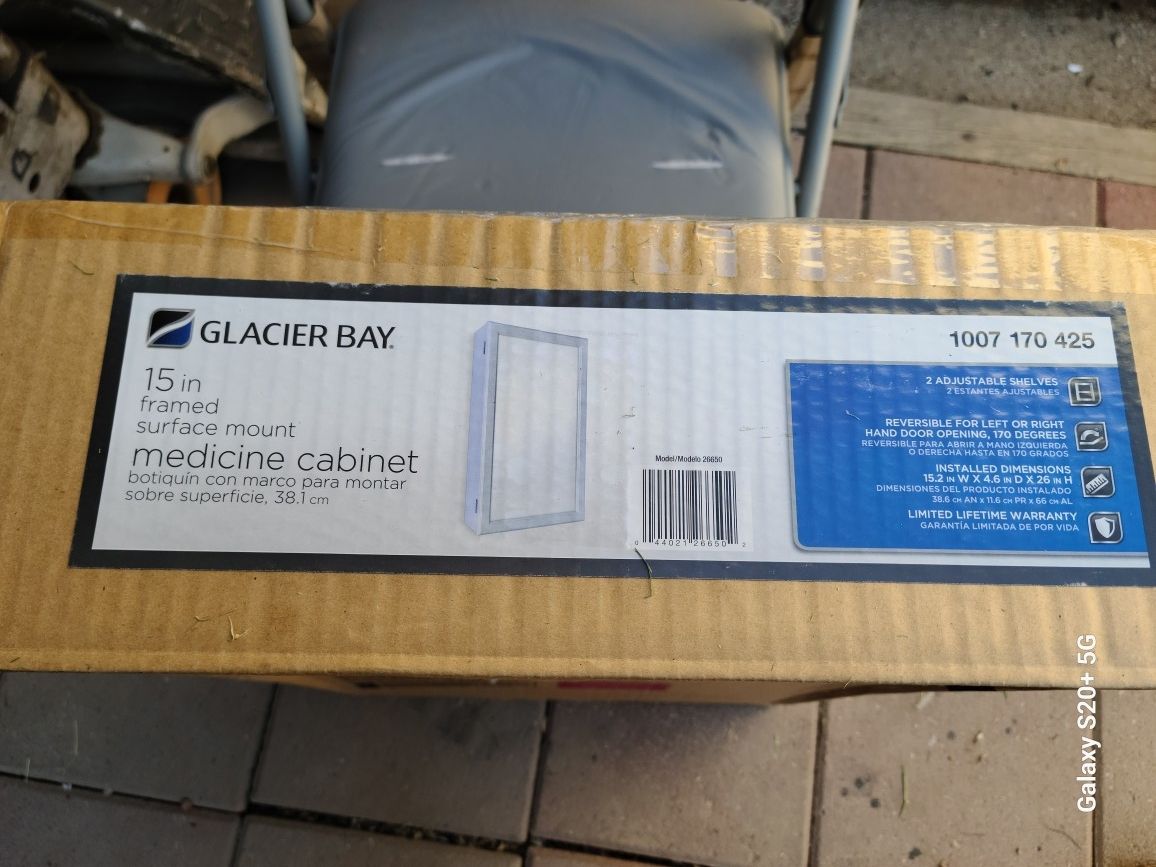 GLACIER BAY®
15 in
framed
surface mount
medicine cabinet
botiquín con marco para montar
sobre superficie, 38.1 cm
Model/Modelo 26650
0 44021 26650 2
1007 170 425
2 ADJUSTABLE SHELVES
2 ESTANTES AJUSTABLES
REVERSIBLE FOR LEFT OR RIGHT
HAND DOOR OPENING, 170 DEGREES
REVERSIBLE PARA ABRIR A MANO IZQUIERDA
O DERECHA HASTA EN 170 GRADOS
INSTALLED DIMENSIONS
15.2 IN W X 4.6 IN D X 26 IN H
DIMENSIONES DEL PRODUCTO INSTALADO
38.6 CM AN X 11.6 CM PR X 66 CM AL
LIMITED LIFETIME WARRANTY
GARANTÍA LIMITADA DE POR VIDA
Galaxy S20+ 5G